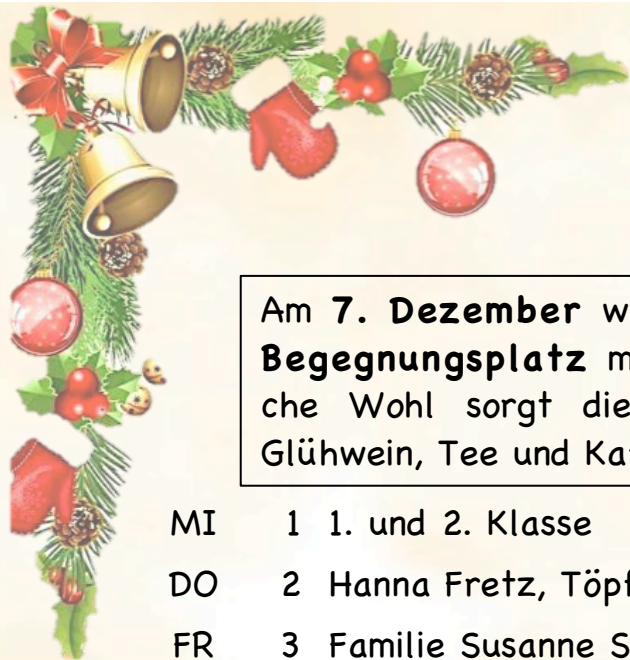 Am 7. Dezember w
Begegnungsplatz m
che Wohl sorgt die
Glühwein, Tee und Ka
MI 1 1. und 2. Klasse
DO 2 Hanna Fretz, Töpf
FR 3 Familie Susanne S